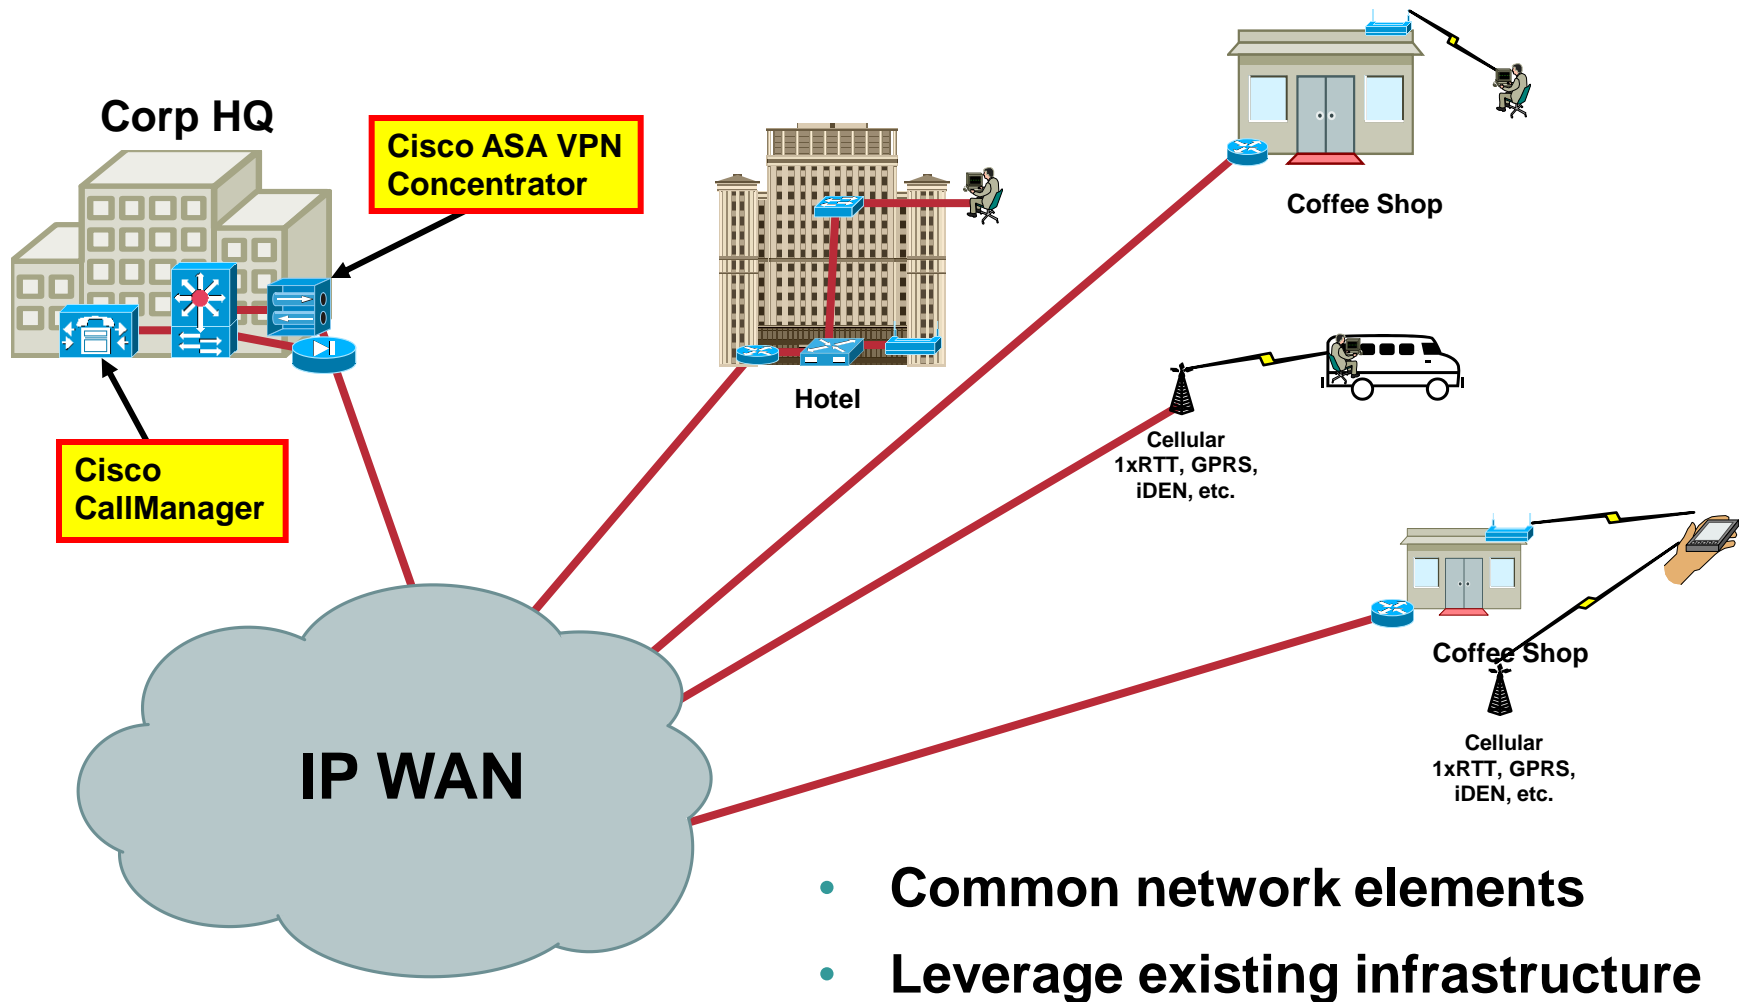 Corp HQ
Cisco ASA VPN
Concentrator
Coffee Shop
Hotel
Cellular
1xRTT, GPRS,
iDEN, etc.
Cisco
CallManager
Coffee Shop
Cellular
1xRTT, GPRS,
iDEN, etc.
IP WAN
• Common network elements
• Leverage existing infrastructure